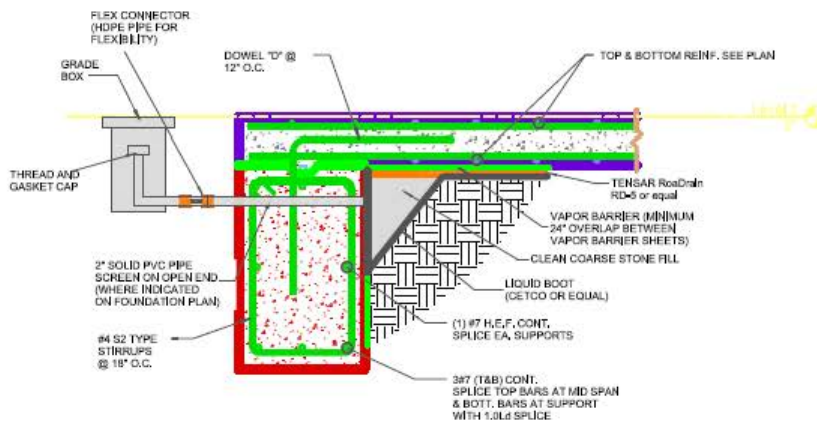 FLEX CONNECTOR
(HDPE PIPE FOR
FLEXIBILITY)
GRADE
BOX
DOWEL "D" @
12" O.C.
TOP & BOTTOM REINF. SEE PLAN
THREAD AND
GASKET CAP
TENSAR RoaDrain
RD-5 or equal
VAPOR BARRIER (MINIMUM
24" OVERLAP BETWEEN
VAPOR BARRIER SHEETS)
CLEAN COARSE STONE FILL
LIQUID BOOT
(CETCO OR EQUAL)
2" SOLID PVC PIPE
SCREEN ON OPEN END
(WHERE INDICATED
ON FOUNDATION PLAN)
(1) #7 H.E.F. CONT.
SPLICE EA. SUPPORTS
#4 S2 TYPE
STIRRUPS
@ 18" O.C.
3#7 (T&B) CONT.
SPLICE TOP BARS AT MID SPAN
& BOTT. BARS AT SUPPORT
WITH 1.0Ld SPLICE